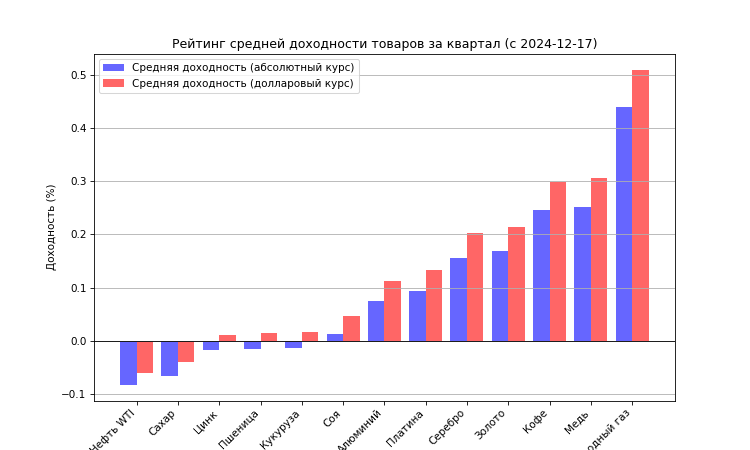 Рейтинг средней доходности товаров за квартал (с 2024-12-17)
Средняя доходность (абсолютный курс)
Средняя доходность (долларовый курс)
Доходность (%)
0.5
0.4
0.3
0.2
0.1
0.0
−0.1
Нефть WTI
Сахар
Цинк
Пшеница
Кукуруза
Соя
Алюминий
Платина
Серебро
Золото
Кофе
Медь
одный газ